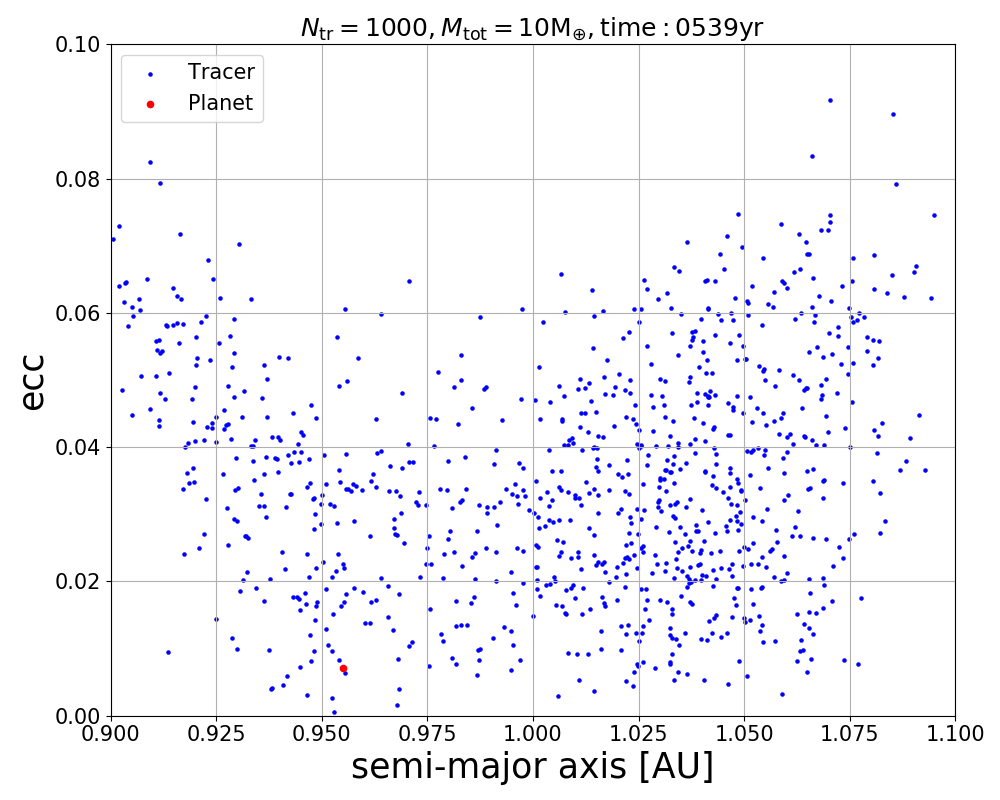 N_tr = 1000, M_tot = 10M_⊕, time : 0539yr
Tracer
Planet
ecc
0.10
0.08
0.06
0.04
0.02
0.00
0.900 0.925 0.950 0.975 1.000 1.025 1.050 1.075 1.100
semi-major axis [AU]